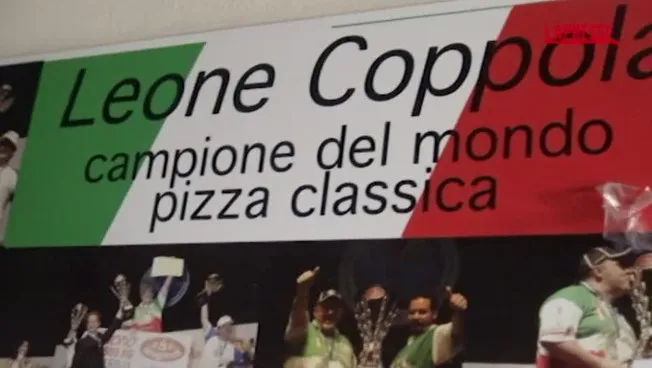 Leone Coppola
campione del mondo
pizza classica